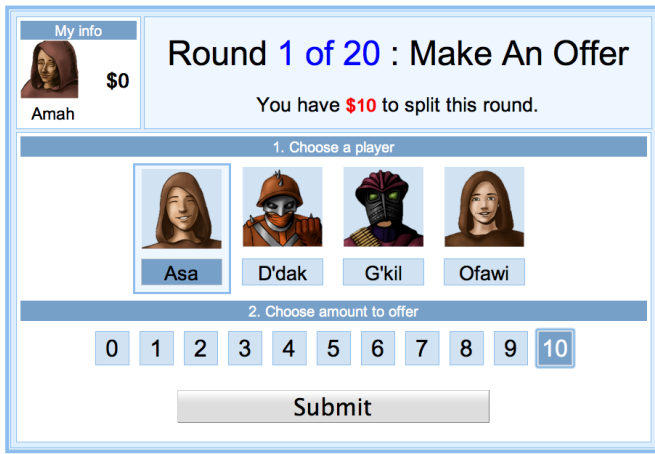 My info
$0
Amah
Round 1 of 20 : Make An Offer
You have $10 to split this round.
1. Choose a player
Asa D'dak G'kil Ofawi
2. Choose amount to offer
0 1 2 3 4 5 6 7 8 9 10
Submit